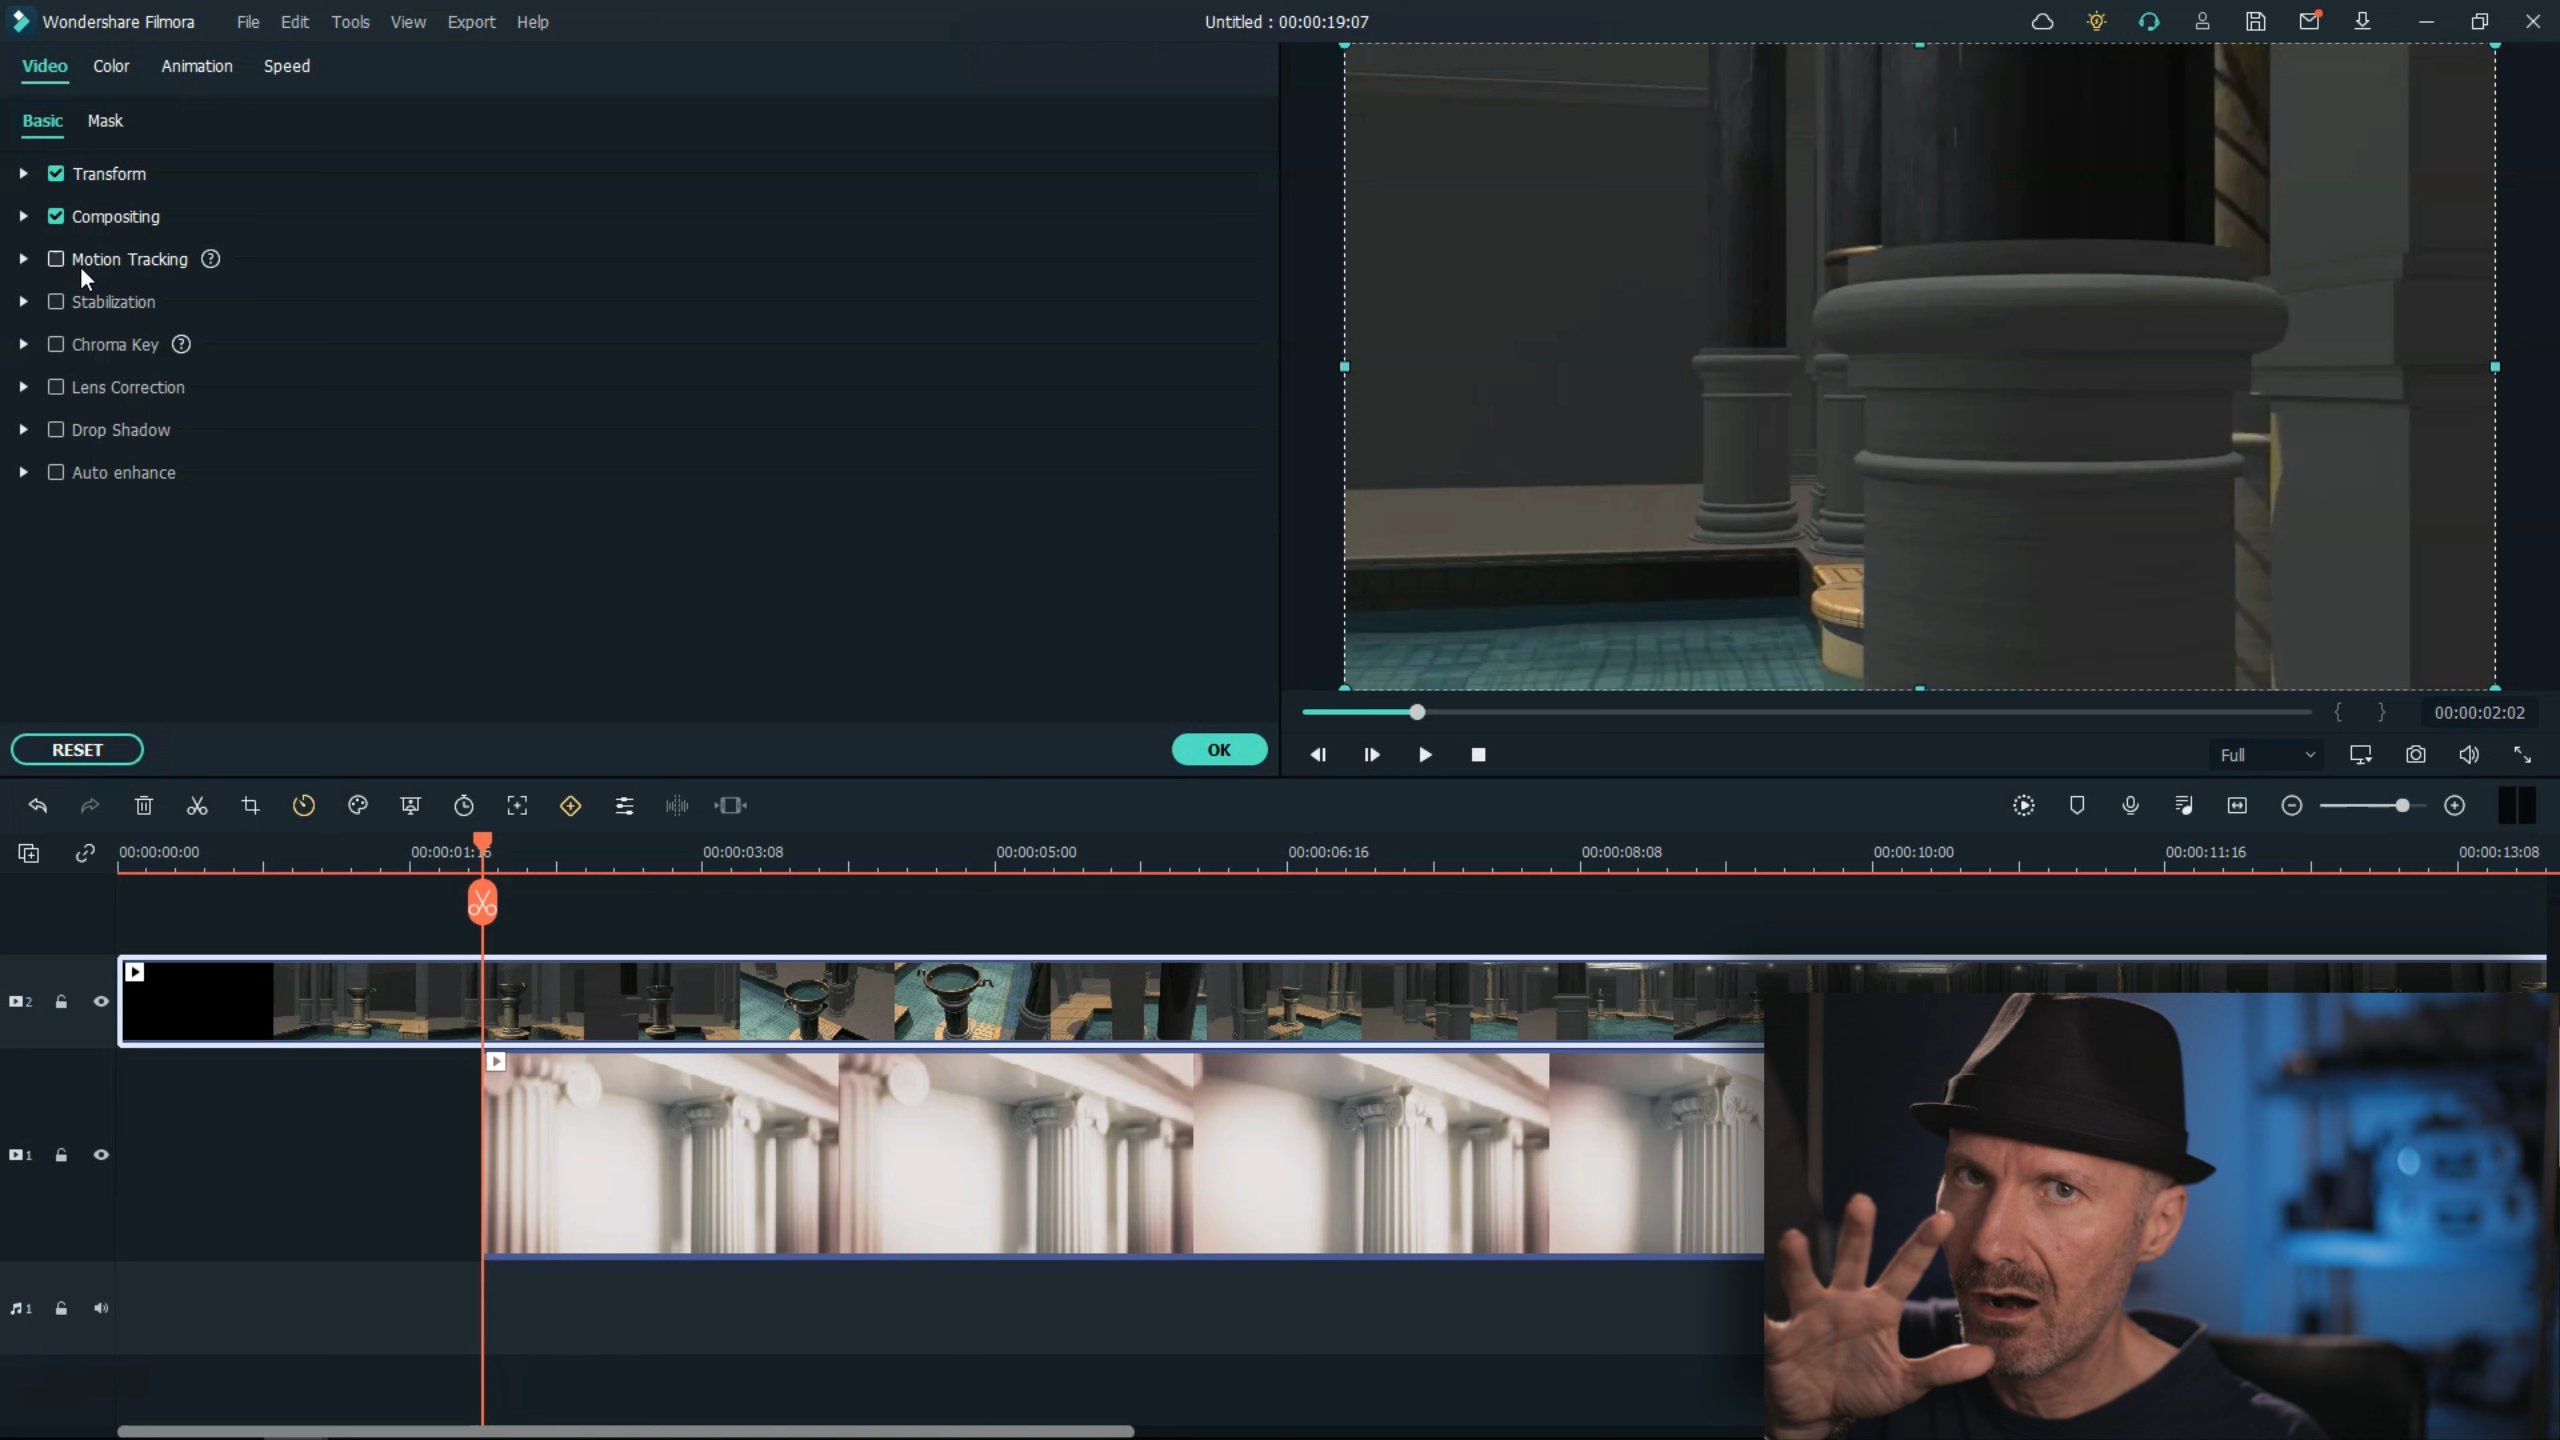 Wondershare Filmora File Edit Tools View Export Help Untitled : 00:00:19:07
Video Color Animation Speed
Basic Mask
Transform
Compositing
Motion Tracking ?
Stabilization
Chroma Key ?
Lens Correction
Drop Shadow
Auto enhance
{ } 00:00:02:02
RESET OK
Full
00:00:00:00 00:00:01:16 00:00:03:08 00:00:05:00 00:00:06:16 00:00:08:08 00:00:10:00 00:00:11:16 00:00:13:08
2
1
1